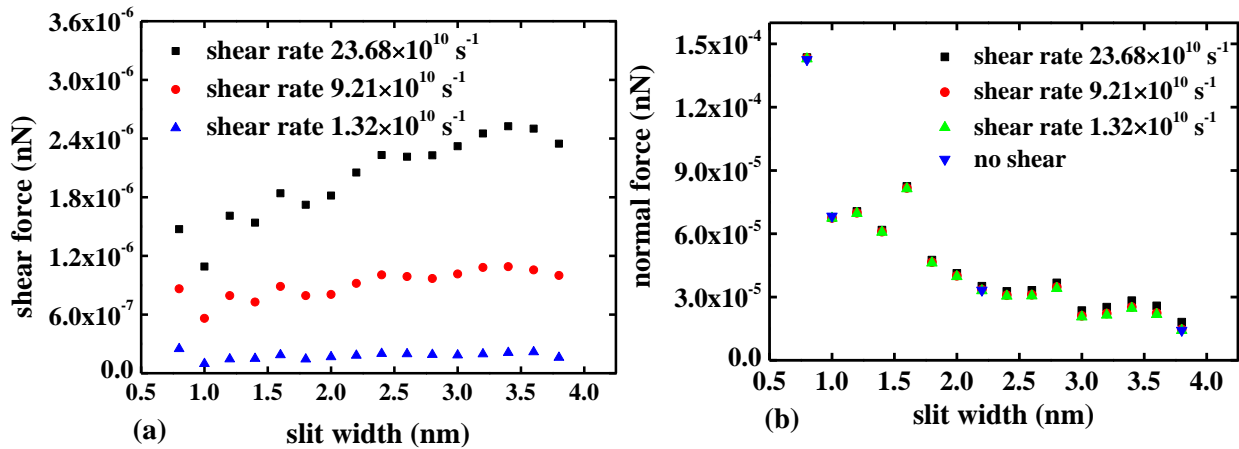 3.6x10⁻⁶
3.0x10⁻⁶
2.4x10⁻⁶
1.8x10⁻⁶
1.2x10⁻⁶
6.0x10⁻⁷
0.0
shear force (nN)
shear rate 23.68×10¹⁰ s⁻¹
shear rate 9.21×10¹⁰ s⁻¹
shear rate 1.32×10¹⁰ s⁻¹
0.5 1.0 1.5 2.0 2.5 3.0 3.5 4.0
(a) slit width (nm)
1.5x10⁻⁴
1.2x10⁻⁴
9.0x10⁻⁵
6.0x10⁻⁵
3.0x10⁻⁵
0.0
normal force (nN)
shear rate 23.68×10¹⁰ s⁻¹
shear rate 9.21×10¹⁰ s⁻¹
shear rate 1.32×10¹⁰ s⁻¹
no shear
0.5 1.0 1.5 2.0 2.5 3.0 3.5 4.0
(b) slit width (nm)